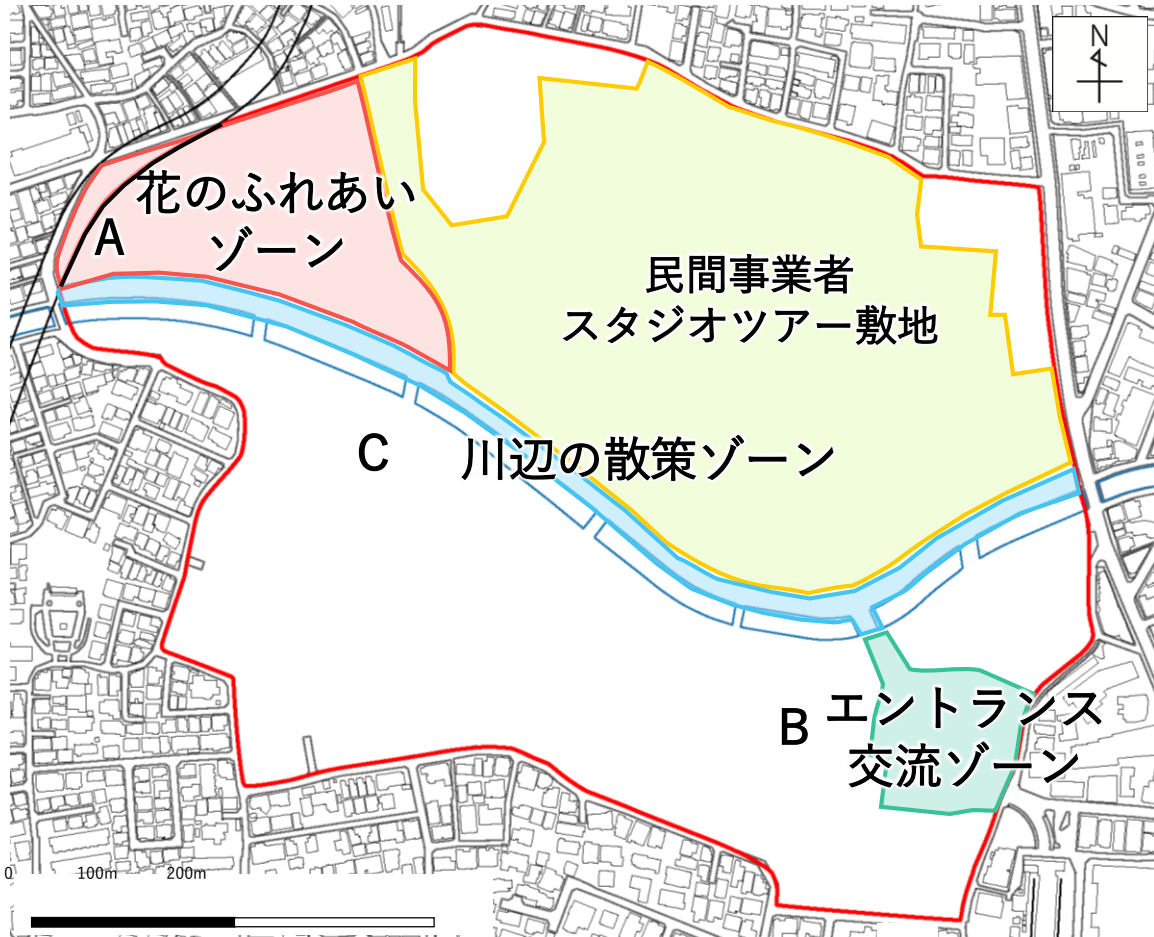 N
花のふれあい
A
ゾーン
民間事業者
スタジオツアー敷地
C
川辺の散策ゾーン
B
エントランス
交流ゾーン
0 100m 200m